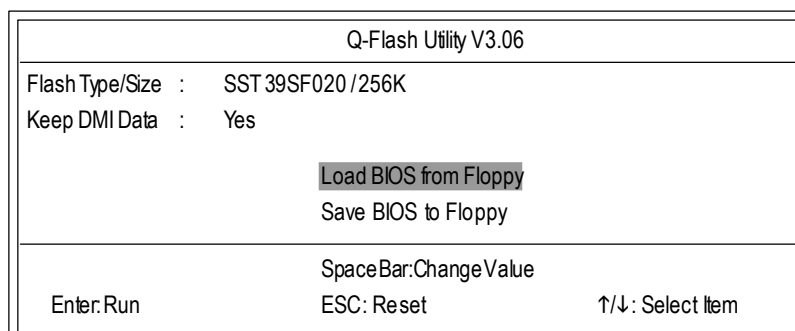 Q-Flash Utility V3.06
Flash Type/Size : SST 39SF020 /256K
Keep DMI Data : Yes
Load BIOS from Floppy
Save BIOS to Floppy
SpaceBar:ChangeValue
Enter:Run ESC: Reset ↑/↓: Select Item